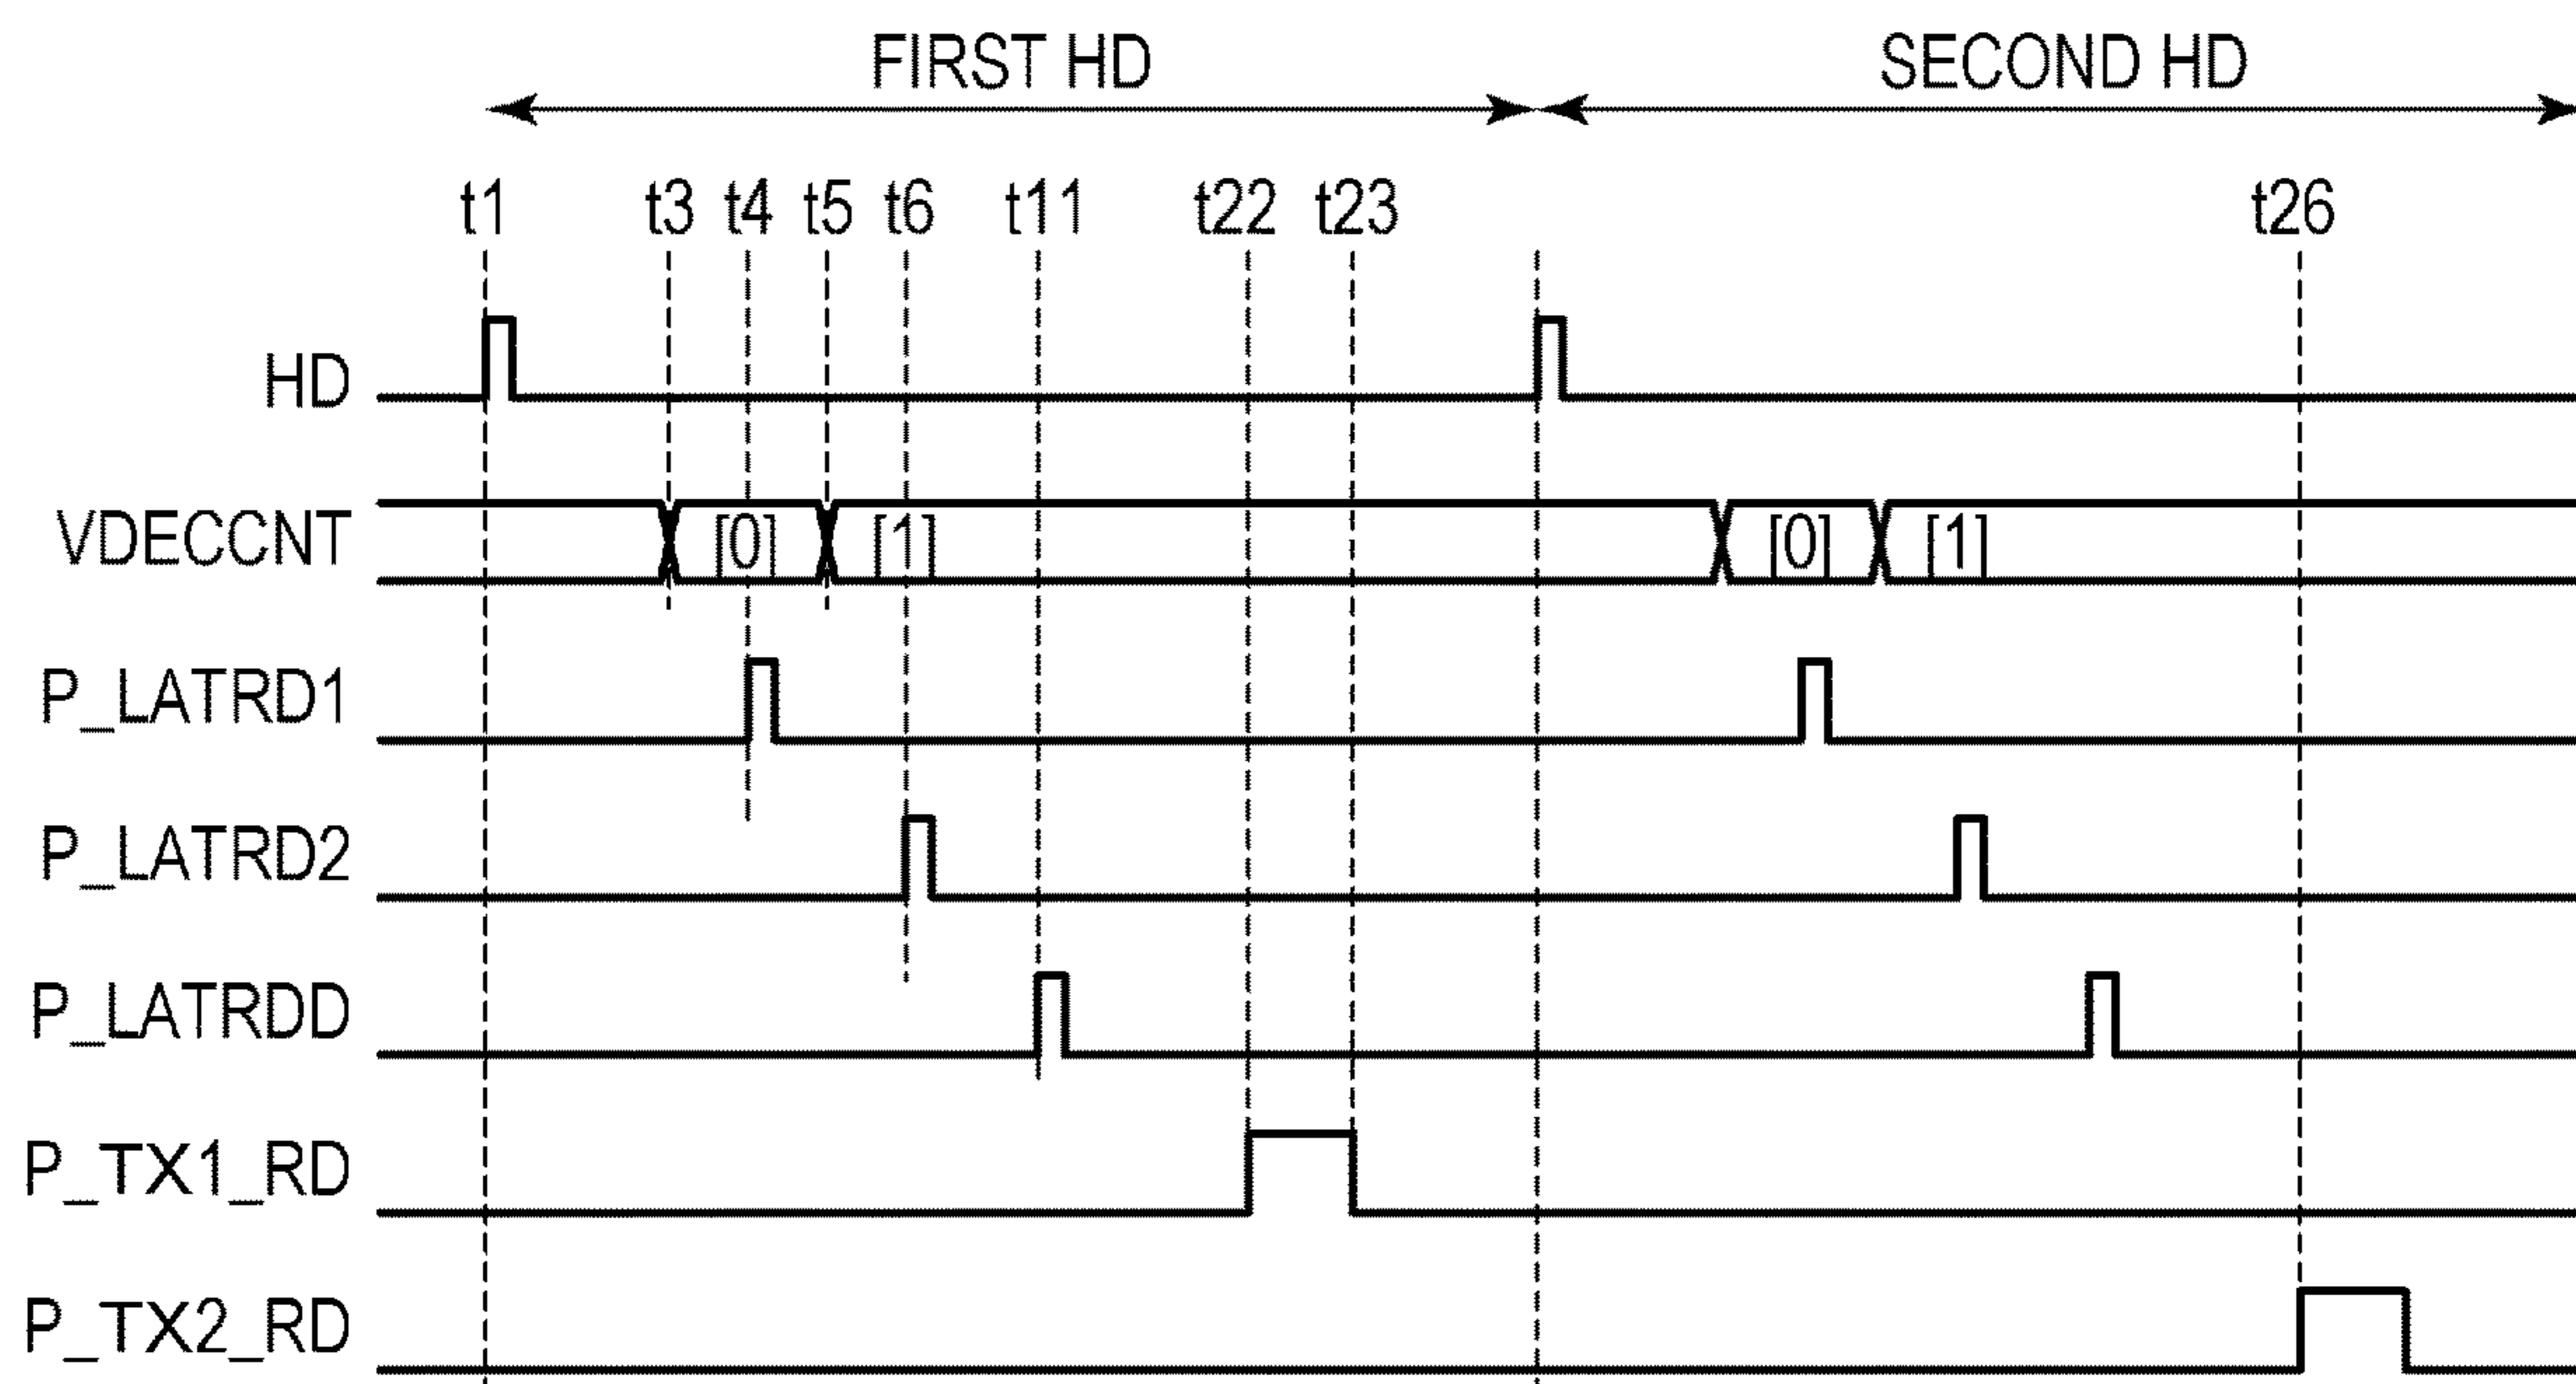 FIRST HD SECOND HD
t1 t3 t4 t5 t6 t11 t22 t23 t26
HD
VDECCNT [0] [1] [0] [1]
P_LATRD1
P_LATRD2
P_LATRDD
P_TX1_RD
P_TX2_RD